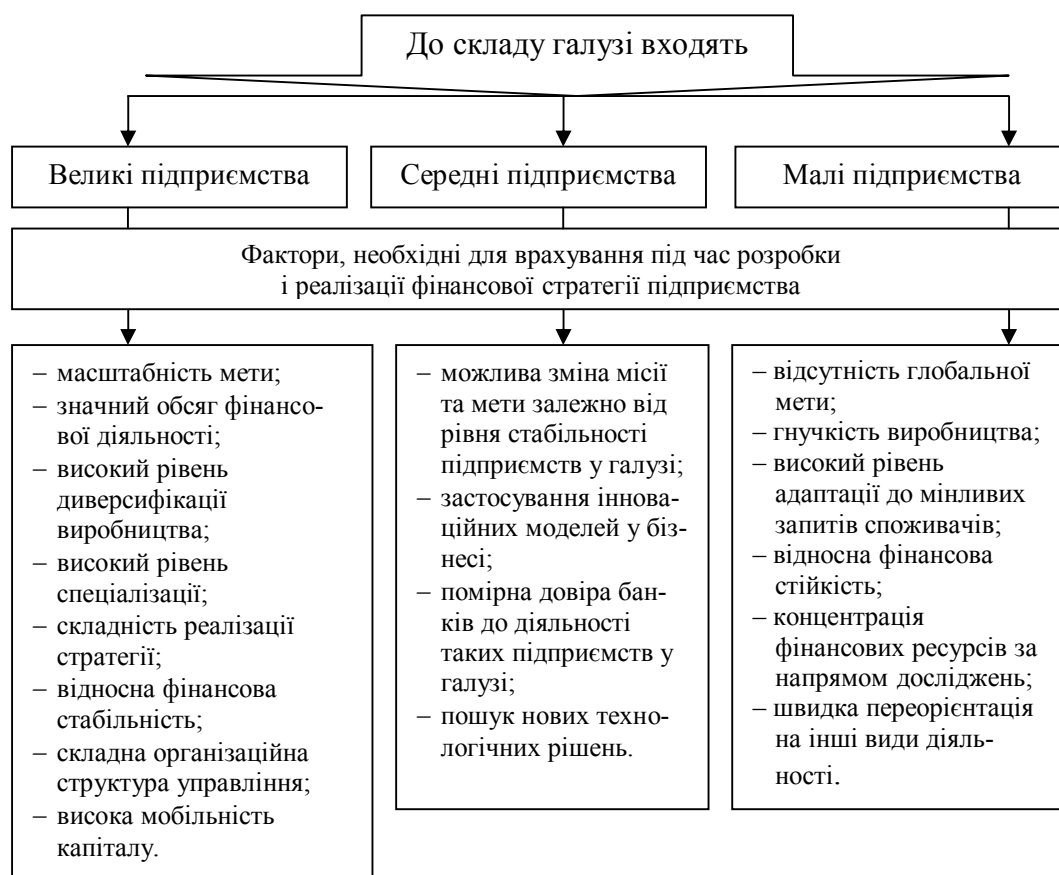 До складу галузі входять
Великі підприємства
Середні підприємства
Малі підприємства
Фактори, необхідні для врахування під час розробки
і реалізації фінансової стратегії підприємства
– масштабність мети;
– значний обсяг фінансо-
вої діяльності;
– високий рівень
диверсифікації
виробництва;
– високий рівень
спеціалізації;
– складність реалізації
стратегії;
– відносна фінансова
стабільність;
– складна організаційна
структура управління;
– висока мобільність
капіталу.
– можлива зміна місії
та мети залежно від
рівня стабільності
підприємств у галузі;
– застосування іннова-
ційних моделей у біз-
несі;
– помірна довіра бан-
ків до діяльності
таких підприємств у
галузі;
– пошук нових техно-
логічних рішень.
– відсутність глобальної
мети;
– гнучкість виробництва;
– високий рівень
адаптації до мінливих
запитів споживачів;
– відносна фінансова
стійкість;
– концентрація
фінансових ресурсів за
напрямом досліджень;
– швидка переорієнтація
на інші види діяль-
ності.